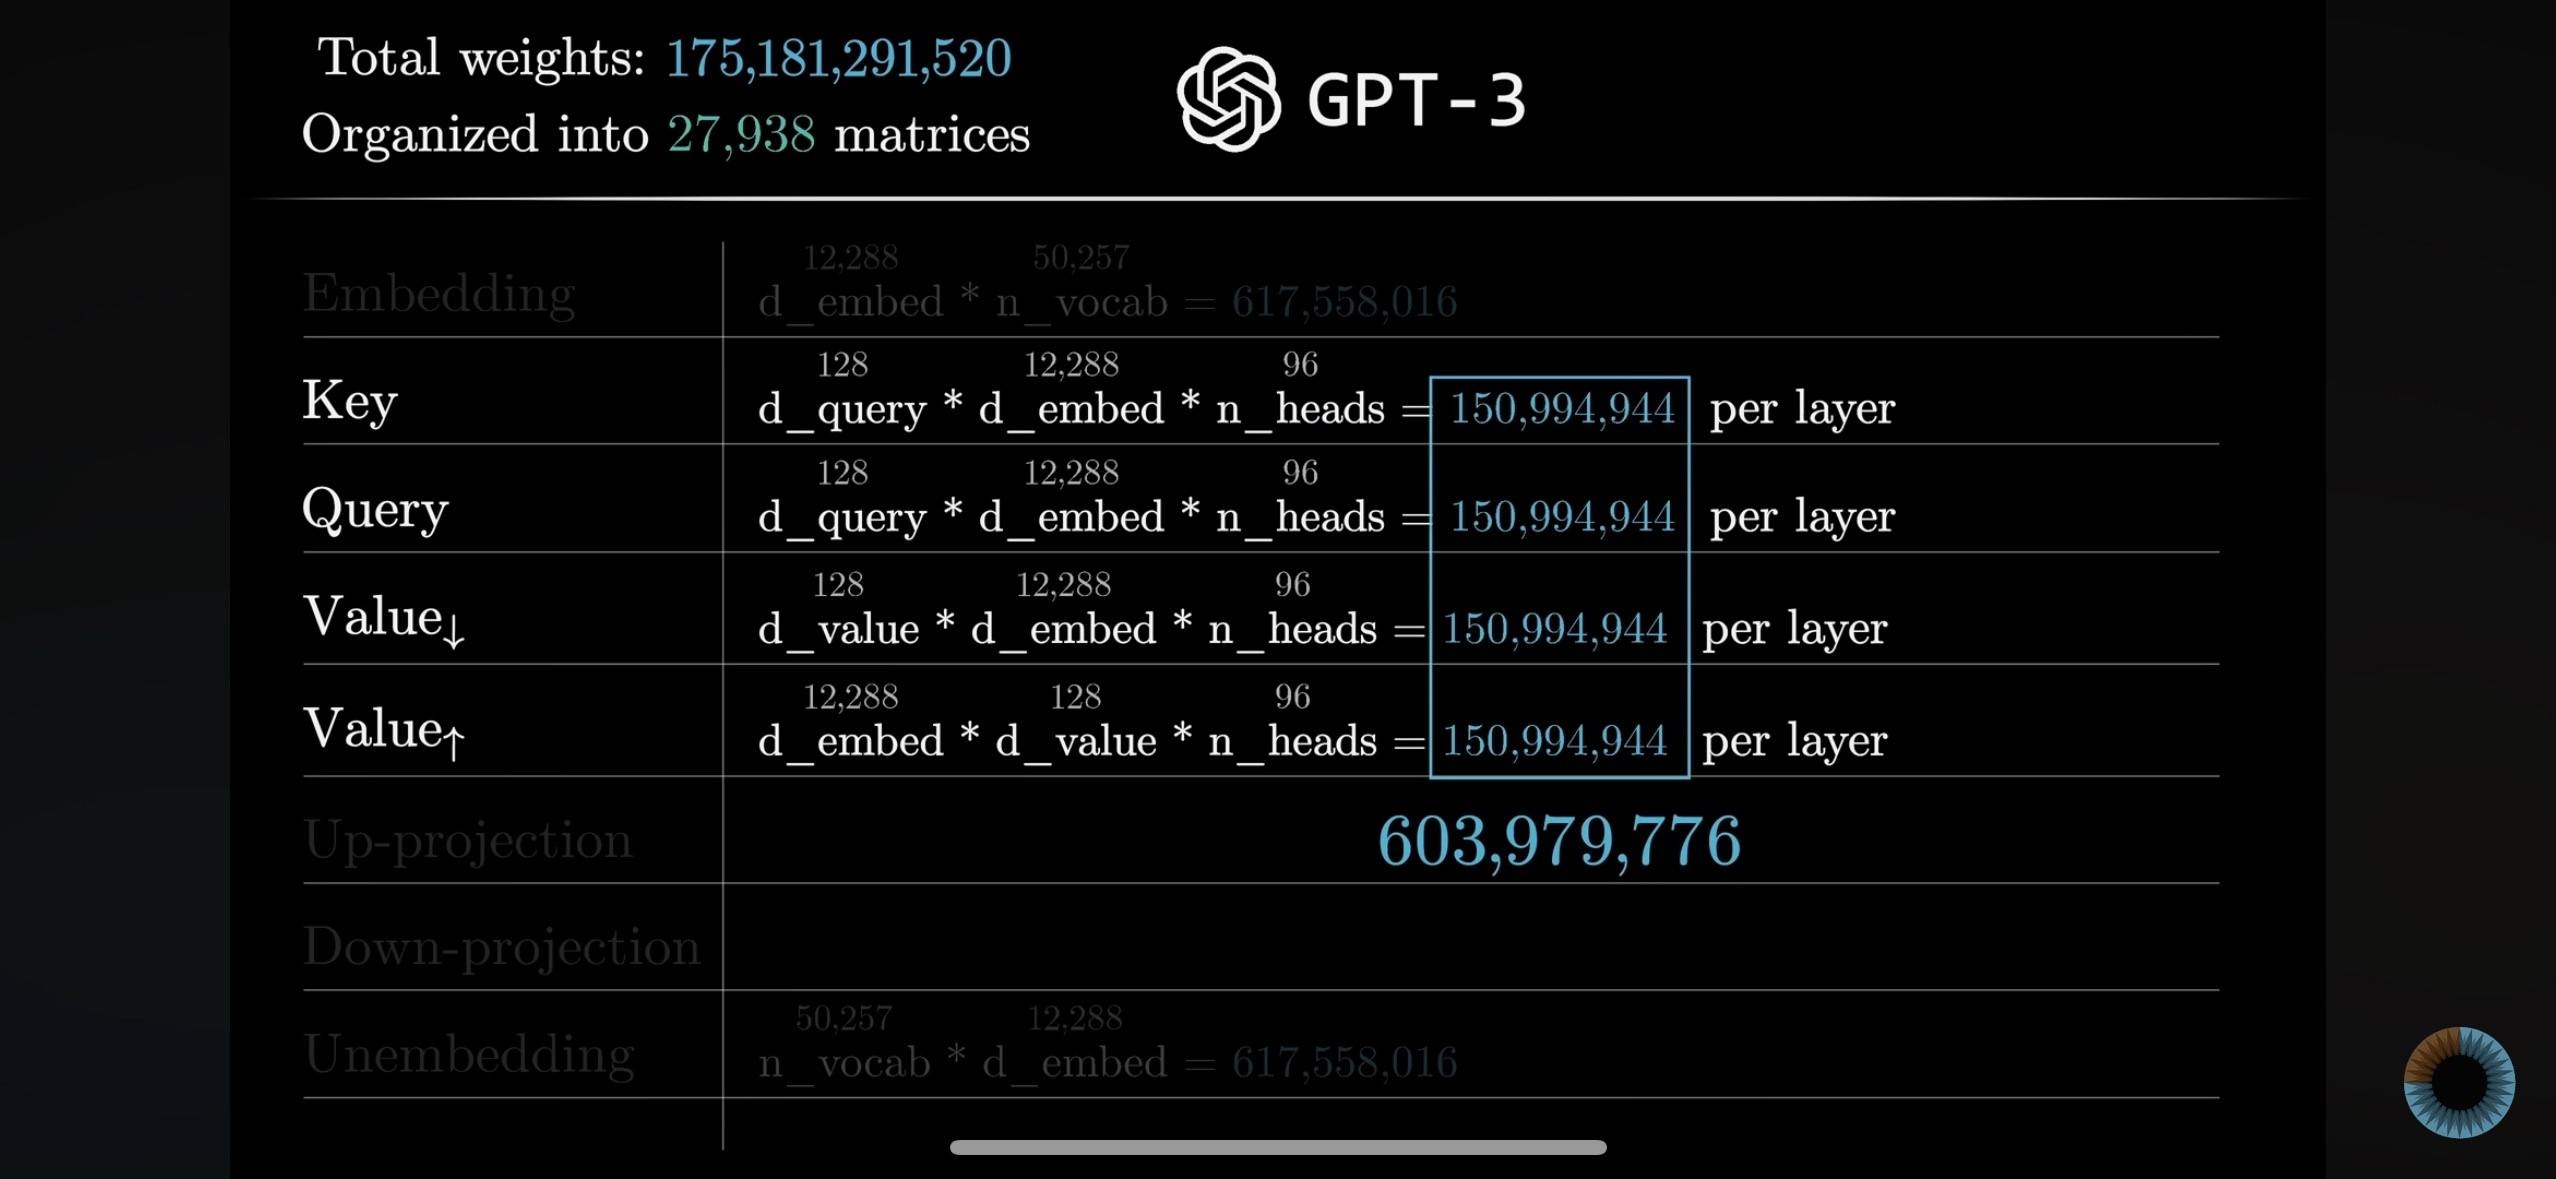 Total weights: 175,181,291,520
Organized into 27,938 matrices
GPT-3
12,288 50,257
Embedding d_embed * n_vocab = 617,558,016
128 12,288 96
Key d_query * d_embed * n_heads = 150,994,944 per layer
128 12,288 96
Query d_query * d_embed * n_heads = 150,994,944 per layer
128 12,288 96
Value↓ d_value * d_embed * n_heads = 150,994,944 per layer
12,288 128 96
Value↑ d_embed * d_value * n_heads = 150,994,944 per layer
Up-projection 603,979,776
Down-projection
50,257 12,288
Unembedding n_vocab * d_embed = 617,558,016